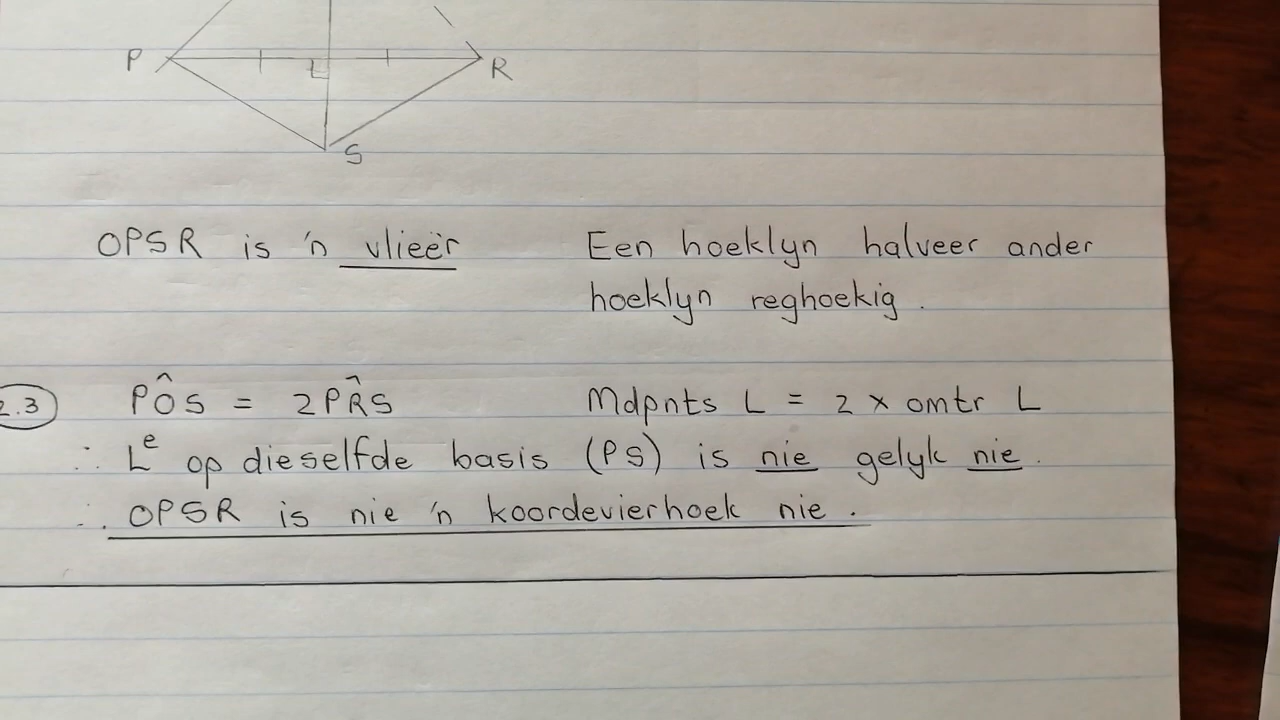 P
L
R
S
OPSR is 'n vlieër Een hoeklyn halveer ander
hoeklyn reghoekig.
2.3 PÔS = 2PR̂S Mdpnts L = 2 x omtr L
∴ Lᵉ op dieselfde basis (PS) is nie gelyk nie.
∴ OPSR is nie 'n koordevierhoek nie.